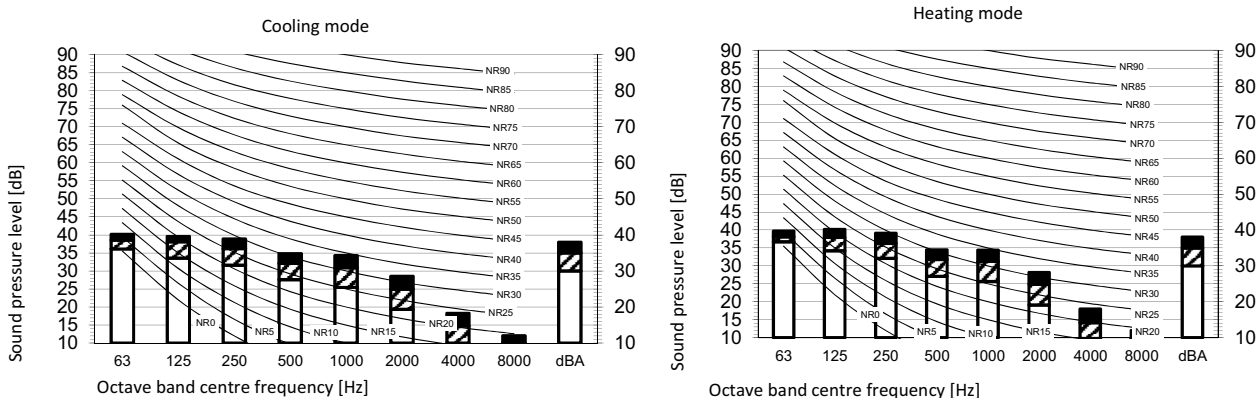 Cooling mode
90
85
80
75
70
65
60
55
50
45
40
35
30
25
20
15
10
Sound pressure level [dB]
NR90
NR85
NR80
NR75
NR70
NR65
NR60
NR55
NR50
NR45
NR40
NR35
NR30
NR25
NR0 NR5 NR10 NR15 NR20
90
80
70
60
50
40
30
20
10
63 125 250 500 1000 2000 4000 8000 dBA
Octave band centre frequency [Hz]
Heating mode
90
85
80
75
70
65
60
55
50
45
40
35
30
25
20
15
10
Sound pressure level [dB]
NR90
NR85
NR80
NR75
NR70
NR65
NR60
NR55
NR50
NR45
NR40
NR35
NR30
NR25
NR0 NR5 NR10 NR15 NR20
90
80
70
60
50
40
30
20
10
63 125 250 500 1000 2000 4000 8000 dBA
Octave band centre frequency [Hz]